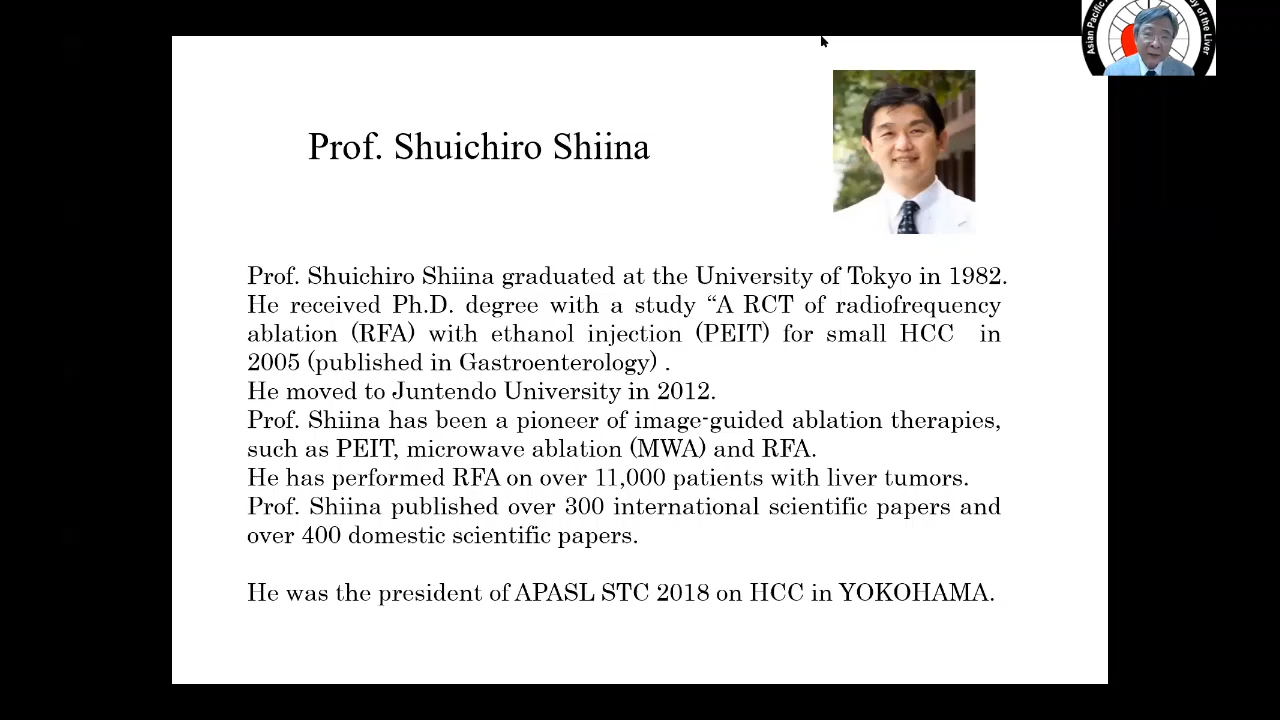 Prof. Shuichiro Shiina
Prof. Shuichiro Shiina graduated at the University of Tokyo in 1982.
He received Ph.D. degree with a study “A RCT of radiofrequency
ablation (RFA) with ethanol injection (PEIT) for small HCC in
2005 (published in Gastroenterology) .
He moved to Juntendo University in 2012.
Prof. Shiina has been a pioneer of image-guided ablation therapies,
such as PEIT, microwave ablation (MWA) and RFA.
He has performed RFA on over 11,000 patients with liver tumors.
Prof. Shiina published over 300 international scientific papers and
over 400 domestic scientific papers.
He was the president of APASL STC 2018 on HCC in YOKOHAMA.
Asian Pacific
of the Liver